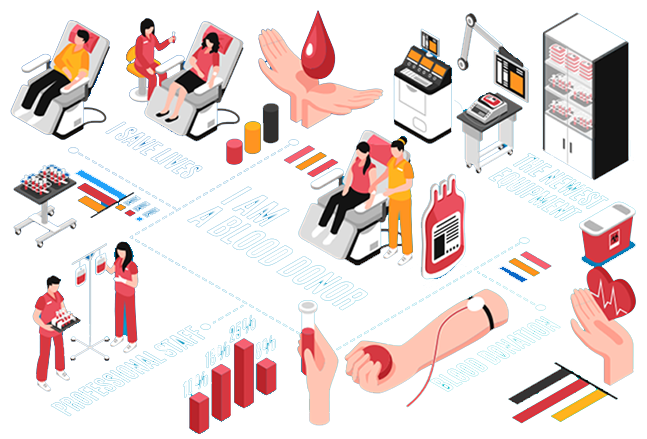 I SAVE LIVES
THE NEWEST
EQUIPMENT
I AM
A BLOOD DONOR
PROFESSIONAL STAFF
BLOOD DONATION